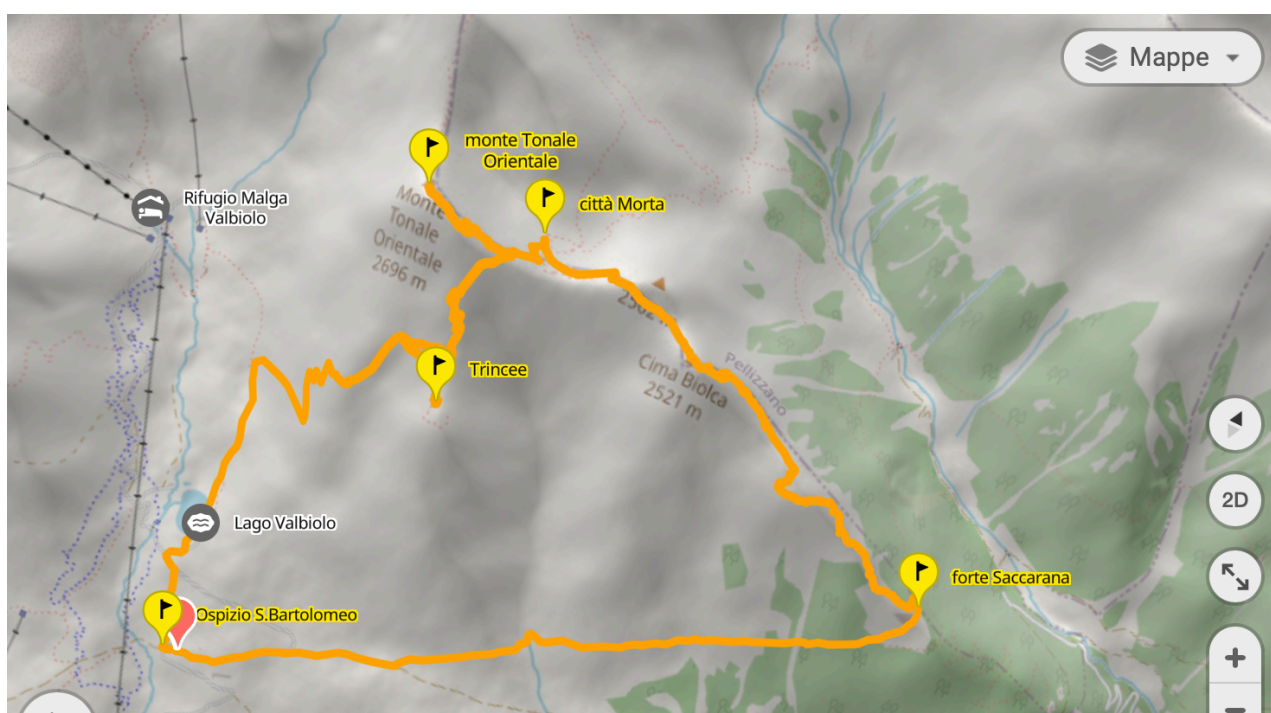 Mappe
monte Tonale
Orientale
Rifugio Malga
Valbiolo
città Morta
Monte
Tonale
Orientale
2696 m
Trincee
Pellizzano
Cima Biolca
2521 m
2D
Lago Valbiolo
forte Saccarana
Ospizio S.Bartolomeo
+
−